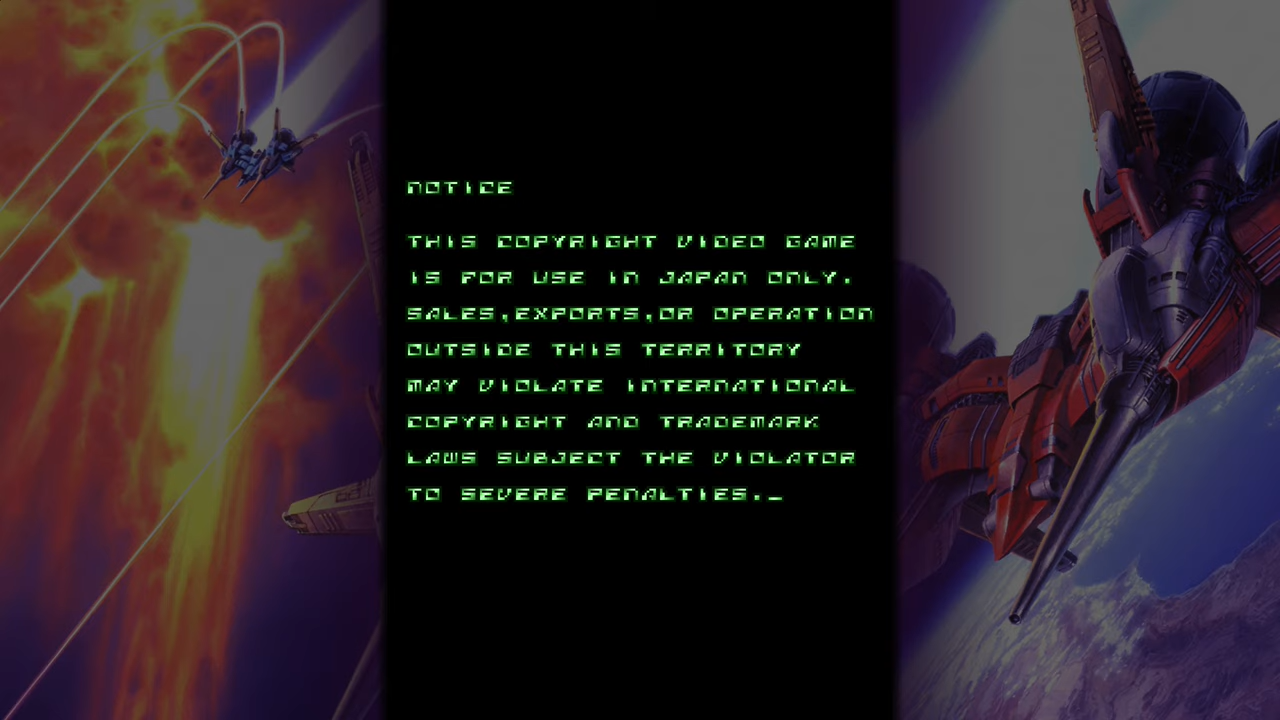 NOTICE
THIS COPYRIGHT VIDEO GAME
IS FOR USE IN JAPAN ONLY.
SALES,EXPORTS,OR OPERATION
OUTSIDE THIS TERRITORY
MAY VIOLATE INTERNATIONAL
COPYRIGHT AND TRADEMARK
LAWS SUBJECT THE VIOLATOR
TO SEVERE PENALTIES._